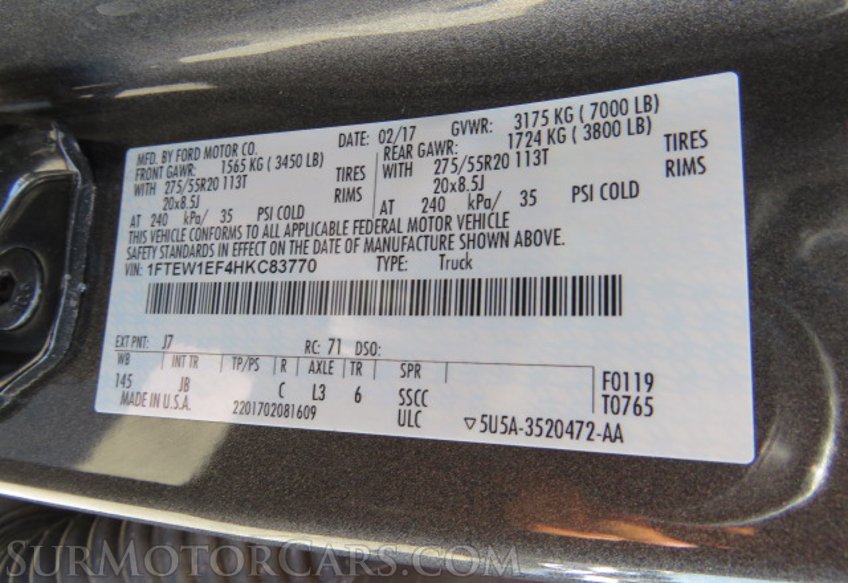 MFD. BY FORD MOTOR CO. DATE: 02/17 GVWR: 3175 KG (7000 LB)
FRONT GAWR: 1565 KG (3450 LB) REAR GAWR: 1724 KG (3800 LB)
WITH 275/55R20 113T TIRES WITH 275/55R20 113T TIRES
20x8.5J RIMS 20x8.5J RIMS
AT 240 kPa/ 35 PSI COLD AT 240 kPa/ 35 PSI COLD
THIS VEHICLE CONFORMS TO ALL APPLICABLE FEDERAL MOTOR VEHICLE
SAFETY STANDARDS IN EFFECT ON THE DATE OF MANUFACTURE SHOWN ABOVE.
VIN: 1FTEW1EF4HKC83770 TYPE: Truck
EXT PNT: J7 RC: 71 DSO:
WB INT TR TP/PS R AXLE TR SPR
145 JB C L3 6 SSCC F0119
MADE IN U.S.A. 2201702081609 ULC T0765
▽5U5A-3520472-AA
SURMOTORCARS.COM